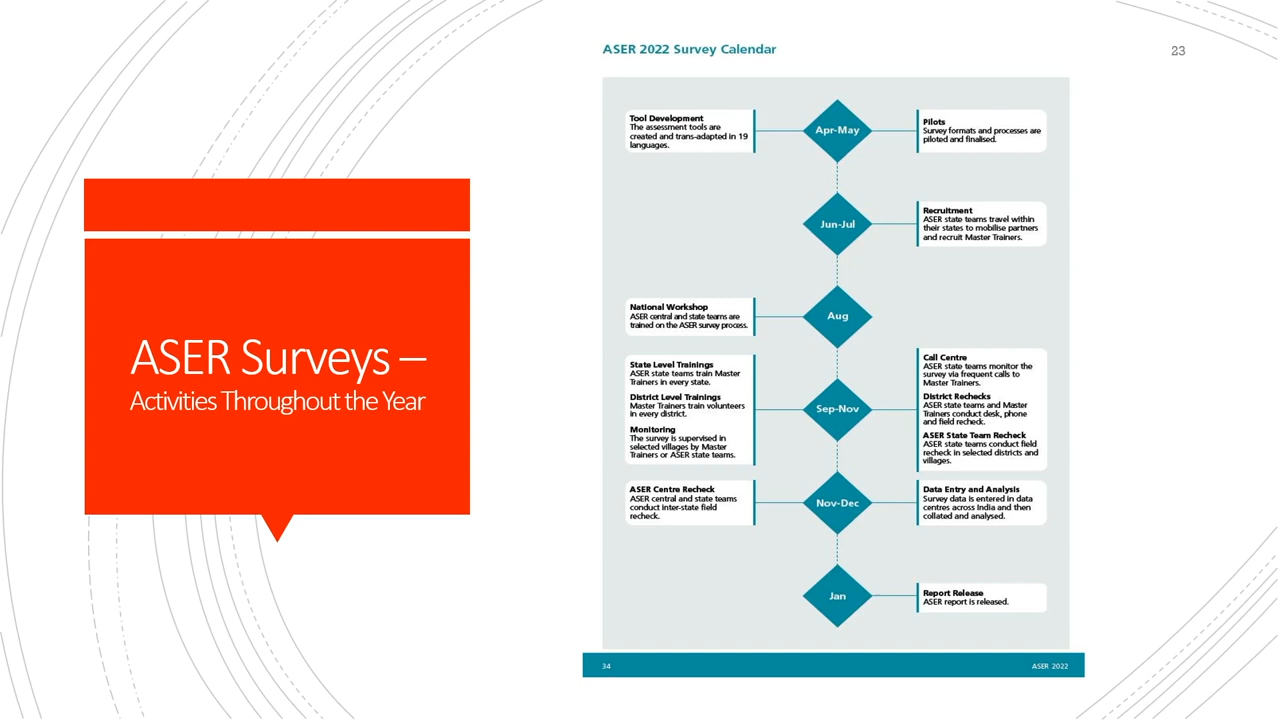 ASER 2022 Survey Calendar
23
ASER Surveys –
Activities Throughout the Year
Tool Development
The assessment tools are
created and trans-adapted in 19
languages.
Apr-May
Pilots
Survey formats and processes are
piloted and finalised.
Jun-Jul
Recruitment
ASER state teams travel within
their states to mobilise partners
and recruit Master Trainers.
National Workshop
ASER central and state teams are
trained on the ASER survey process.
Aug
State Level Trainings
ASER state teams train Master
Trainers in every state.
District Level Trainings
Master Trainers train volunteers
in every district.
Monitoring
The survey is supervised in
selected villages by Master
Trainers or ASER state teams.
Sep-Nov
Call Centre
ASER state teams monitor the
survey via frequent calls to
Master Trainers.
District Rechecks
ASER state teams and Master
Trainers conduct desk, phone
and field recheck.
ASER State Team Recheck
ASER state teams conduct field
recheck in selected districts and
villages.
ASER Centre Recheck
ASER central and state teams
conduct inter-state field
recheck.
Nov-Dec
Data Entry and Analysis
Survey data is entered in data
centres across India and then
collated and analysed.
Jan
Report Release
ASER report is released.
34
ASER 2022